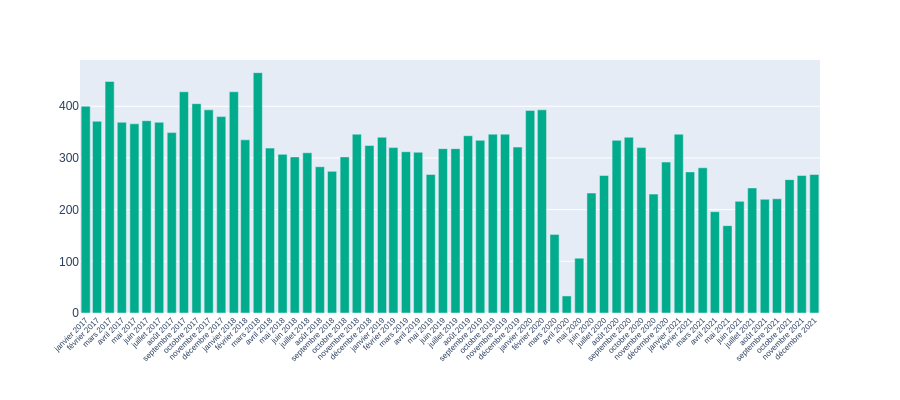 400
300
200
100
0
janvier 2017
février 2017
mars 2017
avril 2017
mai 2017
juin 2017
juillet 2017
août 2017
septembre 2017
octobre 2017
novembre 2017
décembre 2017
janvier 2018
février 2018
mars 2018
avril 2018
mai 2018
juin 2018
juillet 2018
août 2018
septembre 2018
octobre 2018
novembre 2018
décembre 2018
janvier 2019
février 2019
mars 2019
avril 2019
mai 2019
juin 2019
juillet 2019
août 2019
septembre 2019
octobre 2019
novembre 2019
décembre 2019
janvier 2020
février 2020
mars 2020
avril 2020
mai 2020
juin 2020
juillet 2020
août 2020
septembre 2020
octobre 2020
novembre 2020
décembre 2020
janvier 2021
février 2021
mars 2021
avril 2021
mai 2021
juin 2021
juillet 2021
août 2021
septembre 2021
octobre 2021
novembre 2021
décembre 2021